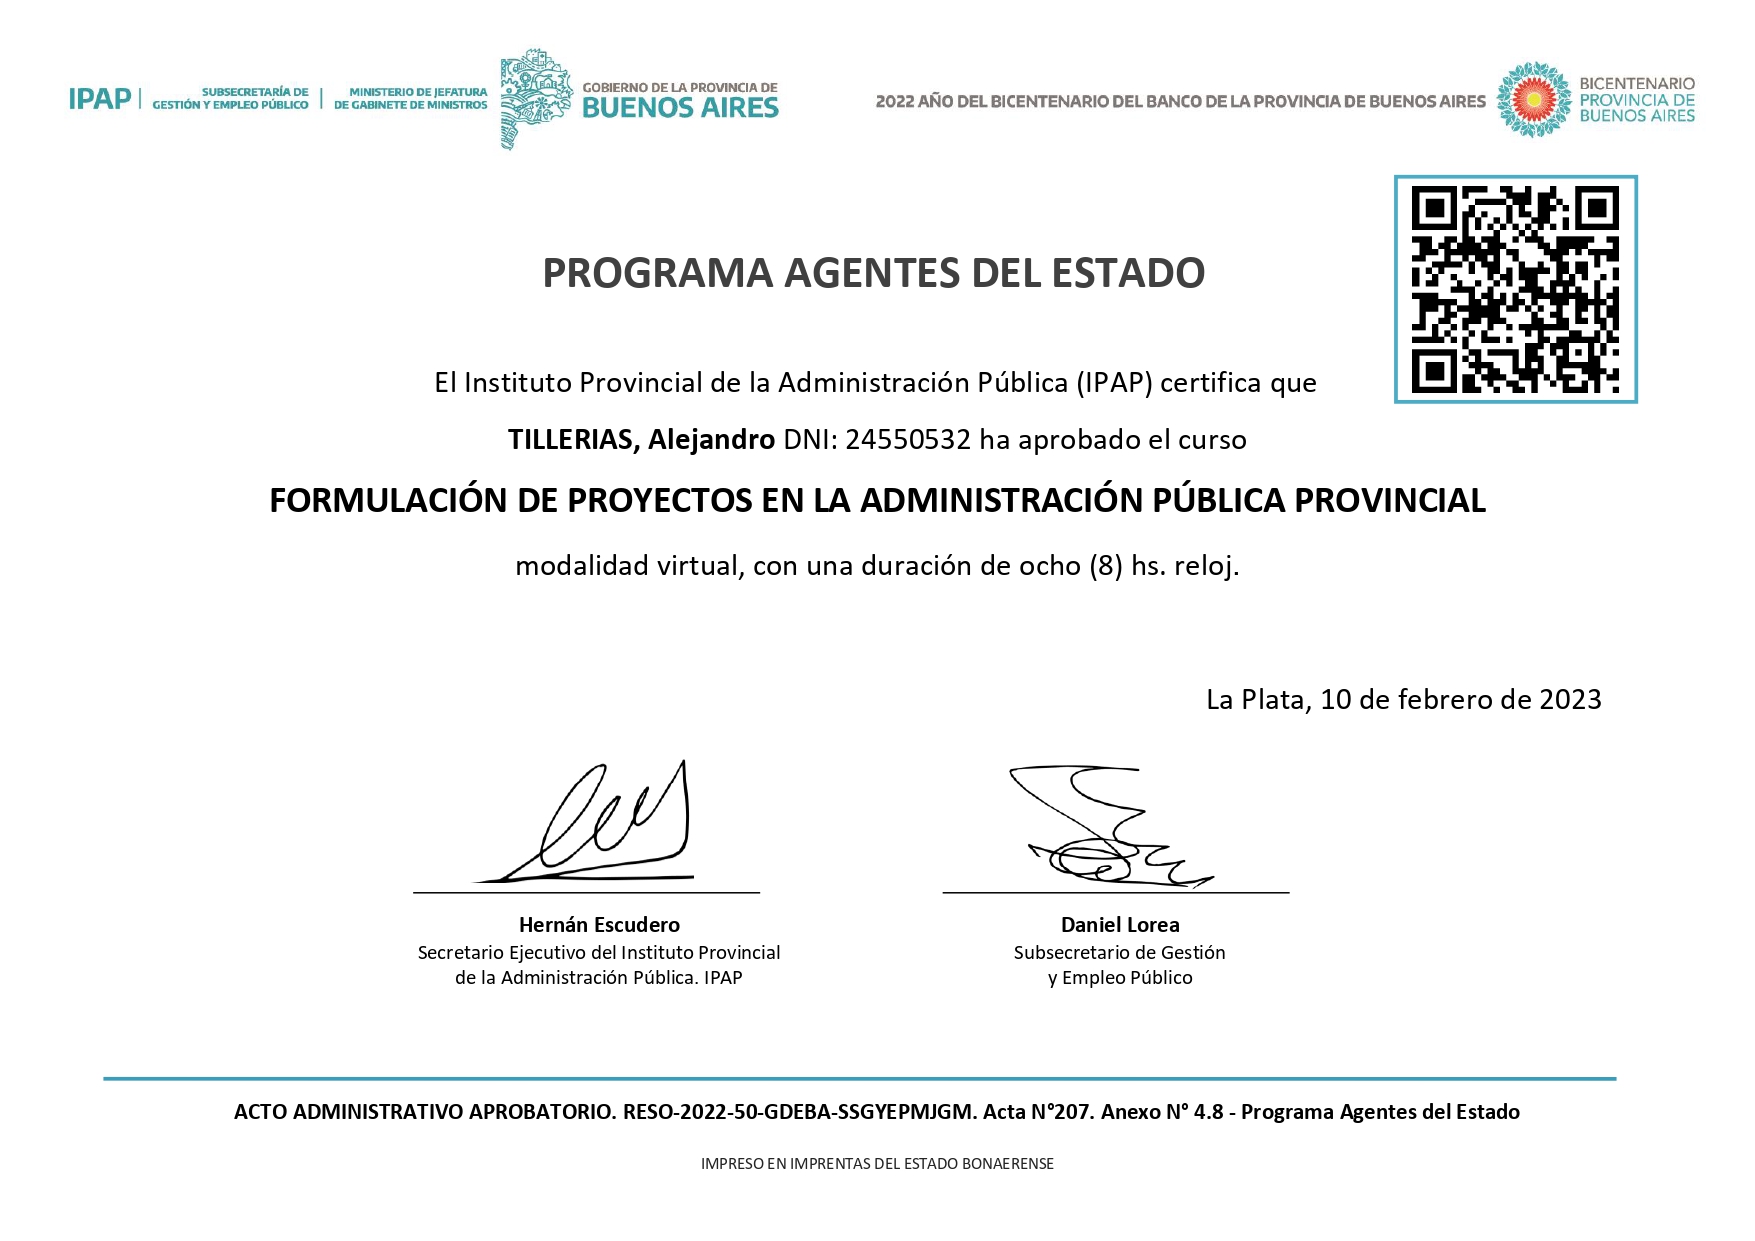 IPAP
SUBSECRETARÍA DE
GESTIÓN Y EMPLEO PÚBLICO
MINISTERIO DE JEFATURA
DE GABINETE DE MINISTROS
GOBIERNO DE LA PROVINCIA DE
BUENOS AIRES
2022 AÑO DEL BICENTENARIO DEL BANCO DE LA PROVINCIA DE BUENOS AIRES
BICENTENARIO
PROVINCIA DE
BUENOS AIRES
PROGRAMA AGENTES DEL ESTADO
El Instituto Provincial de la Administración Pública (IPAP) certifica que
TILLERIAS, Alejandro DNI: 24550532 ha aprobado el curso
FORMULACIÓN DE PROYECTOS EN LA ADMINISTRACIÓN PÚBLICA PROVINCIAL
modalidad virtual, con una duración de ocho (8) hs. reloj.
La Plata, 10 de febrero de 2023
Hernán Escudero
Secretario Ejecutivo del Instituto Provincial
de la Administración Pública. IPAP
Daniel Lorea
Subsecretario de Gestión
y Empleo Público
ACTO ADMINISTRATIVO APROBATORIO. RESO-2022-50-GDEBA-SSGYEPMJGM. Acta N°207. Anexo N° 4.8 - Programa Agentes del Estado
IMPRESO EN IMPRENTAS DEL ESTADO BONAERENSE